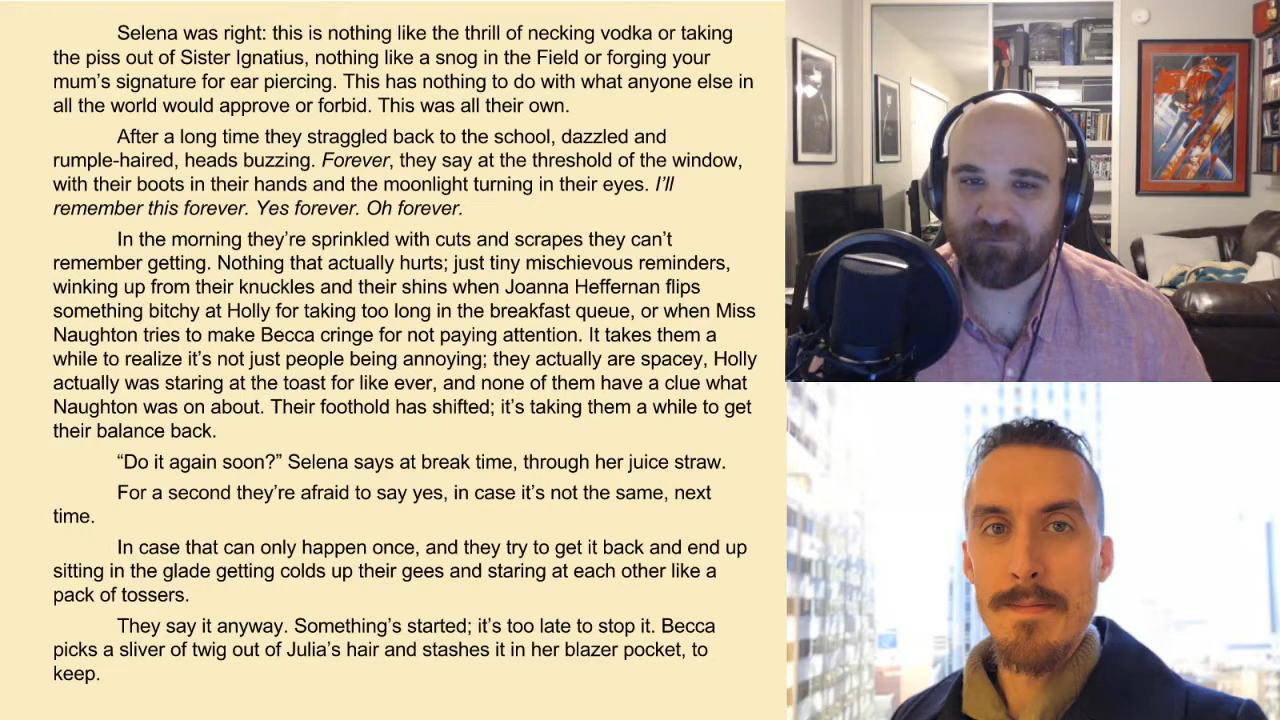 Selena was right: this is nothing like the thrill of necking vodka or taking
the piss out of Sister Ignatius, nothing like a snog in the Field or forging your
mum’s signature for ear piercing. This has nothing to do with what anyone else in
all the world would approve or forbid. This was all their own.
After a long time they straggled back to the school, dazzled and
rumple-haired, heads buzzing. Forever, they say at the threshold of the window,
with their boots in their hands and the moonlight turning in their eyes. I’ll
remember this forever. Yes forever. Oh forever.
In the morning they’re sprinkled with cuts and scrapes they can’t
remember getting. Nothing that actually hurts; just tiny mischievous reminders,
winking up from their knuckles and their shins when Joanna Heffernan flips
something bitchy at Holly for taking too long in the breakfast queue, or when Miss
Naughton tries to make Becca cringe for not paying attention. It takes them a
while to realize it’s not just people being annoying; they actually are spacey, Holly
actually was staring at the toast for like ever, and none of them have a clue what
Naughton was on about. Their foothold has shifted; it’s taking them a while to get
their balance back.
“Do it again soon?” Selena says at break time, through her juice straw.
For a second they’re afraid to say yes, in case it’s not the same, next
time.
In case that can only happen once, and they try to get it back and end up
sitting in the glade getting colds up their gees and staring at each other like a
pack of tossers.
They say it anyway. Something’s started; it’s too late to stop it. Becca
picks a sliver of twig out of Julia’s hair and stashes it in her blazer pocket, to
keep.